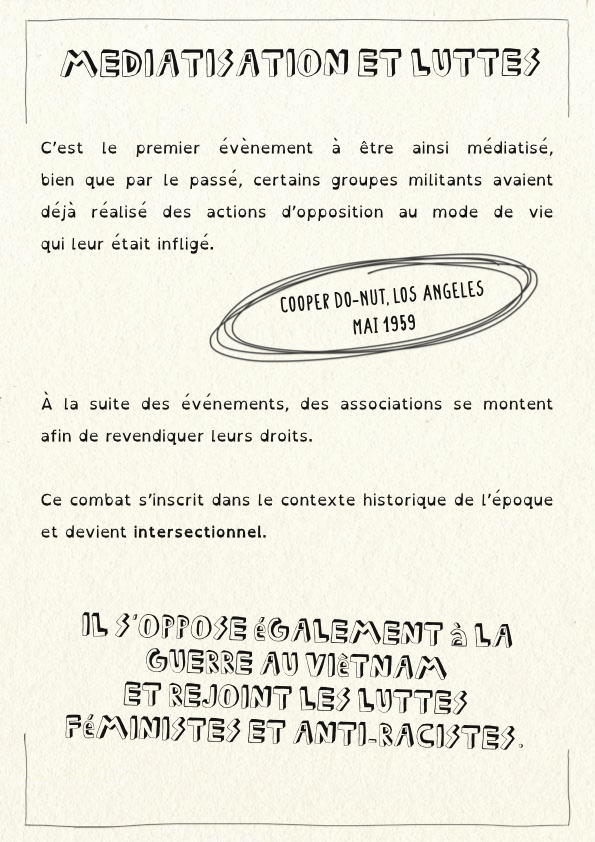 MEDIATISATION ET LUTTES
C'est le premier évènement à être ainsi médiatisé,
bien que par le passé, certains groupes militants avaient
déjà réalisé des actions d'opposition au mode de vie
qui leur était infligé.
COOPER DO-NUT, LOS ANGELES
MAI 1959
À la suite des événements, des associations se montent
afin de revendiquer leurs droits.
Ce combat s'inscrit dans le contexte historique de l'époque
et devient intersectionnel.
IL S'OPPOSE éGALEMENT à LA
GUERRE AU VIêTNAM
ET REJOINT LES LUTTES
FéMINISTES ET ANTI-RACISTES.